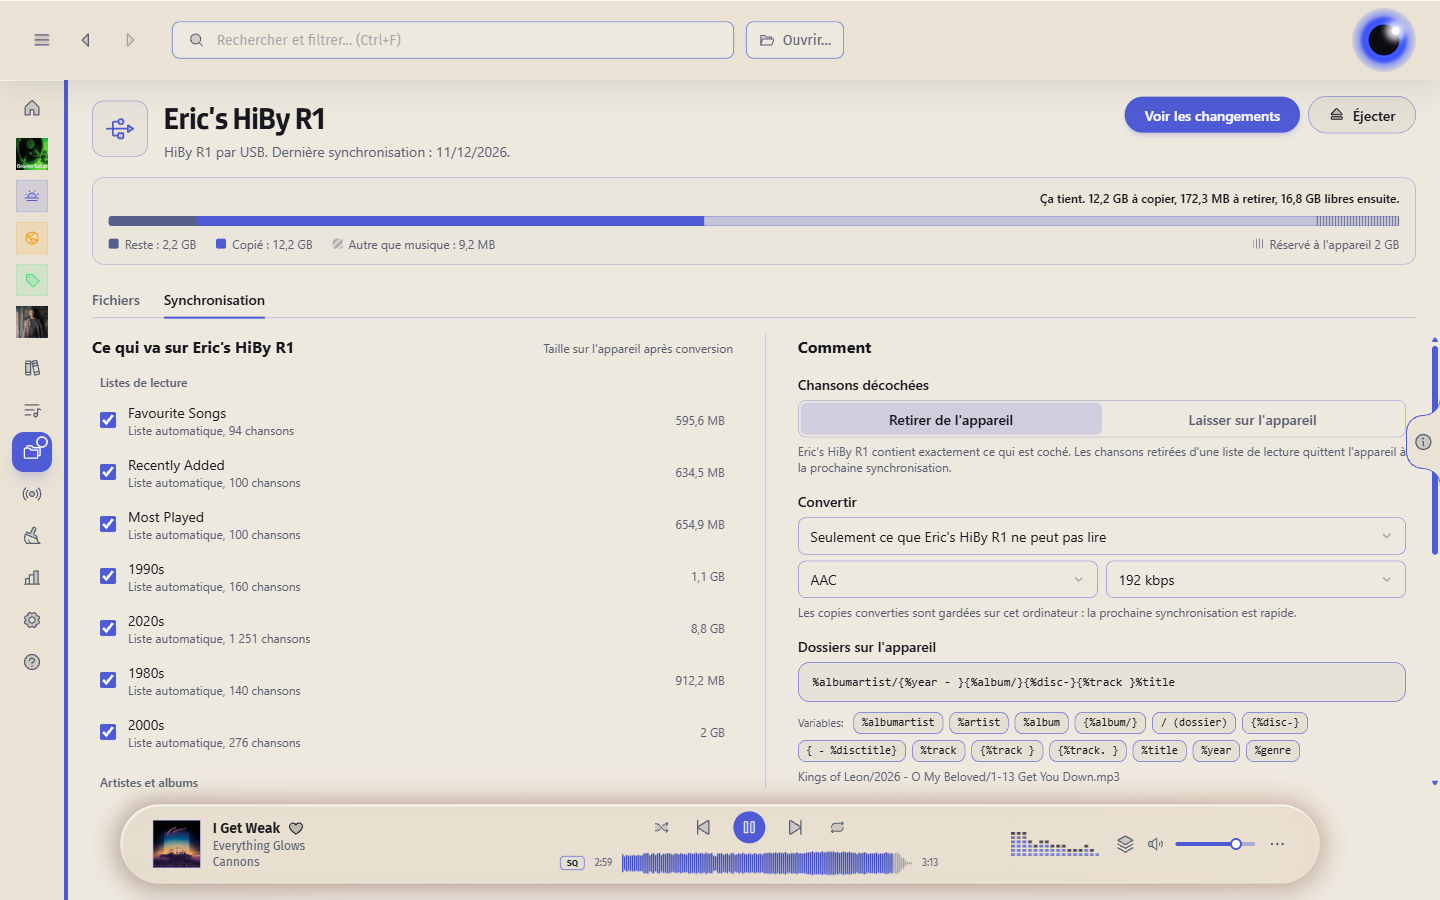 Rechercher et filtrer... (Ctrl+F)
Ouvrir...
Eric's HiBy R1
HiBy R1 par USB. Dernière synchronisation : 11/12/2026.
Voir les changements
Éjecter
Ça tient. 12,2 GB à copier, 172,3 MB à retirer, 16,8 GB libres ensuite.
Reste : 2,2 GB
Copié : 12,2 GB
Autre que musique : 9,2 MB
Réservé à l'appareil 2 GB
Fichiers
Synchronisation
Ce qui va sur Eric's HiBy R1
Taille sur l'appareil après conversion
Listes de lecture
Favourite Songs
595,6 MB
Liste automatique, 94 chansons
Recently Added
634,5 MB
Liste automatique, 100 chansons
Most Played
654,9 MB
Liste automatique, 100 chansons
1990s
1,1 GB
Liste automatique, 160 chansons
2020s
8,8 GB
Liste automatique, 1 251 chansons
1980s
912,2 MB
Liste automatique, 140 chansons
2000s
2 GB
Liste automatique, 276 chansons
Artistes et albums
Comment
Chansons décochées
Retirer de l'appareil
Laisser sur l'appareil
Eric's HiBy R1 contient exactement ce qui est coché. Les chansons retirées d'une liste de lecture quittent l'appareil à
la prochaine synchronisation.
Convertir
Seulement ce que Eric's HiBy R1 ne peut pas lire
AAC
192 kbps
Les copies converties sont gardées sur cet ordinateur : la prochaine synchronisation est rapide.
Dossiers sur l'appareil
%albumartist/{%year - }{%album/}{%disc-}{%track }%title
Variables: %albumartist %artist %album {%album/} / (dossier) {%disc-}
{ - %disctitle} %track {%track } {%track. } %title %year %genre
Kings of Leon/2026 - O My Beloved/1-13 Get You Down.mp3
I Get Weak
Everything Glows
Cannons
SQ
2:59
3:13